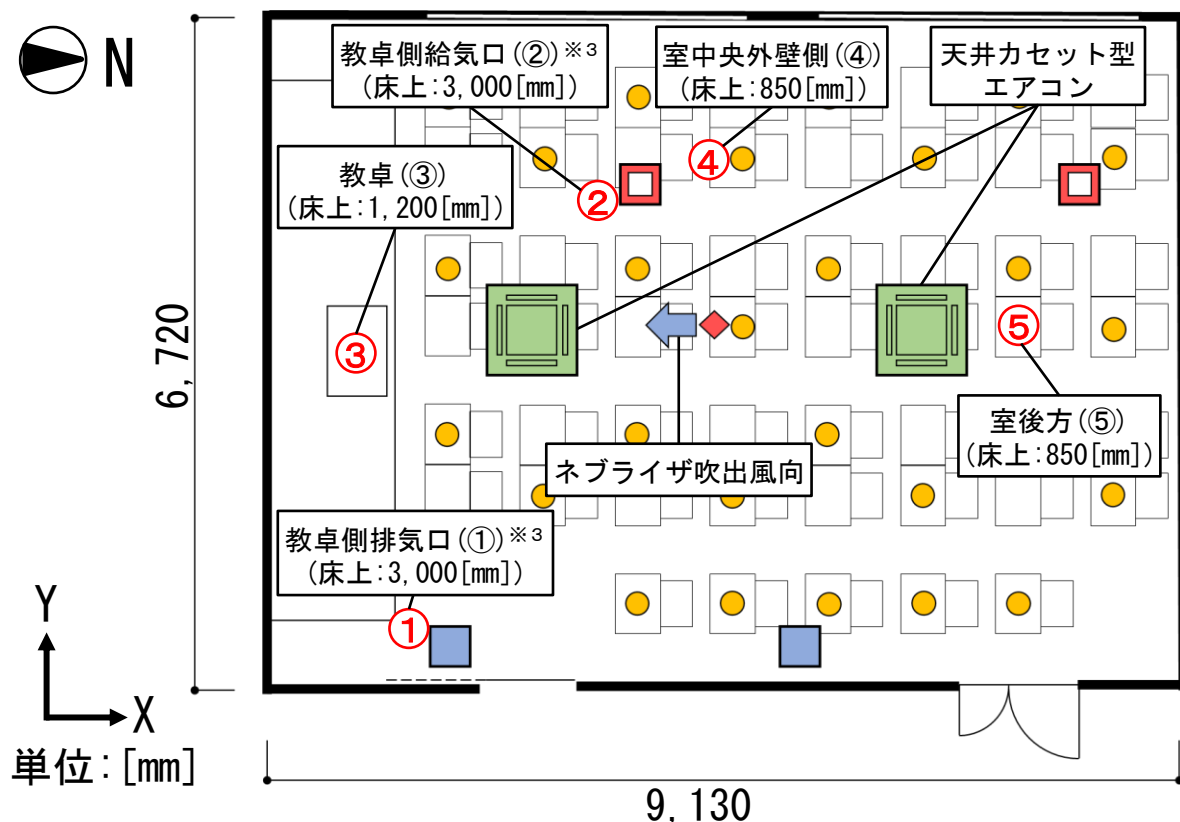 N
教卓側給気口(②)※3
(床上:3,000[mm])
室中央外壁側(④)
(床上:850[mm])
天井カセット型
エアコン
教卓(③)
(床上:1,200[mm])
④
②
③
⑤
6,720
室後方(⑤)
(床上:850[mm])
ネブライザ吹出風向
教卓側排気口(①)※3
(床上:3,000[mm])
①
Y
X
単位:[mm]
9,130